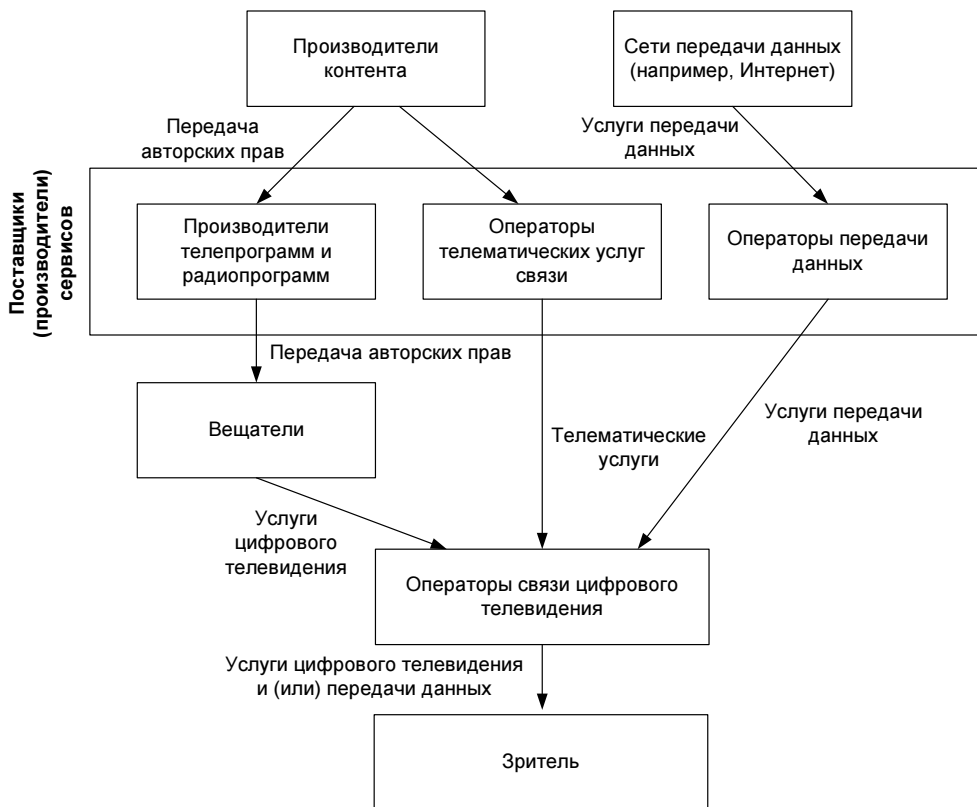 Производители
контента
Сети передачи данных
(например, Интернет)
Передача
авторских прав
Услуги передачи
данных
Поставщики
(производители)
сервисов
Производители
телепрограмм и
радиопрограмм
Операторы
телематических услуг
связи
Операторы передачи
данных
Передача авторских прав
Вещатели
Телематические
услуги
Услуги передачи
данных
Услуги
цифрового
телевидения
Операторы связи цифрового
телевидения
Услуги цифрового телевидения
и (или) передачи данных
Зритель